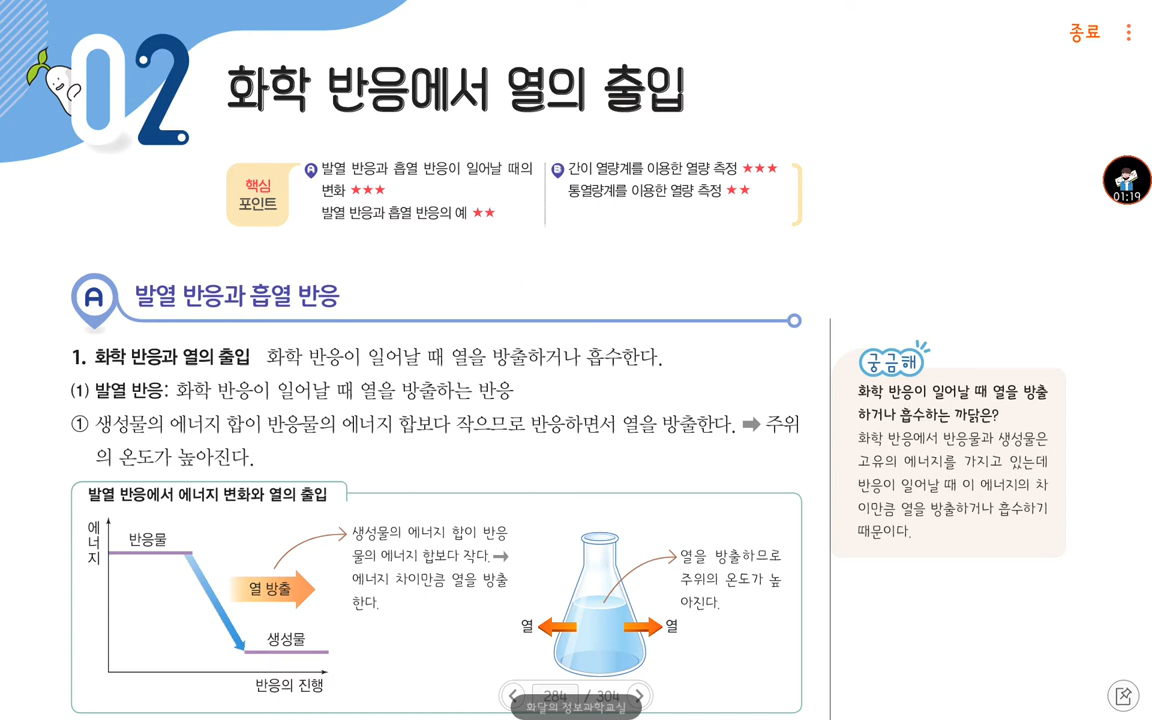 종료
02
화학 반응에서 열의 출입
핵심
포인트
A 발열 반응과 흡열 반응이 일어날 때의
변화 ★★★
발열 반응과 흡열 반응의 예 ★★
B 간이 열량계를 이용한 열량 측정 ★★★
통열량계를 이용한 열량 측정 ★★
01:19
A 발열 반응과 흡열 반응
1. 화학 반응과 열의 출입 화학 반응이 일어날 때 열을 방출하거나 흡수한다.
(1) 발열 반응: 화학 반응이 일어날 때 열을 방출하는 반응
① 생성물의 에너지 합이 반응물의 에너지 합보다 작으므로 반응하면서 열을 방출한다. ➡ 주위
의 온도가 높아진다.
발열 반응에서 에너지 변화와 열의 출입
에너지
반응물
열 방출
생성물
반응의 진행
생성물의 에너지 합이 반응
물의 에너지 합보다 작다. ➡
에너지 차이만큼 열을 방출
한다.
열을 방출하므로
주위의 온도가 높
아진다.
열
열
궁금해
화학 반응이 일어날 때 열을 방출
하거나 흡수하는 까닭은?
화학 반응에서 반응물과 생성물은
고유의 에너지를 가지고 있는데
반응이 일어날 때 이 에너지의 차
이만큼 열을 방출하거나 흡수하기
때문이다.
284 / 304
화달의 정보과학교실